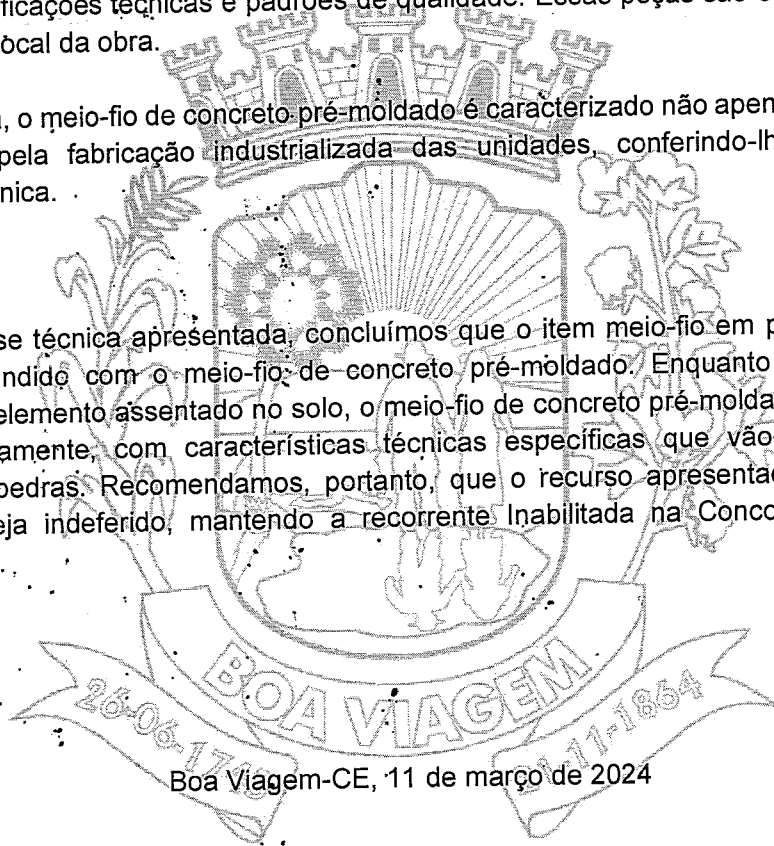 ficações técnicas e padrões de qualidade. Essas peças são
ocal da obra.
, o meio-fio de concreto pré-moldado é caracterizado não apen
pela fabricação industrializada das unidades, conferindo-lh
nica.
se técnica apresentada, concluímos que o item meio-fio em p
ndido com o meio-fio de concreto pré-moldado. Enquanto
elemento assentado no solo, o meio-fio de concreto pré-molda
amente, com características técnicas específicas que vão
pedras. Recomendamos, portanto, que o recurso apresentad
eja indeferido, mantendo a recorrente Inabilitada na Conco
BOA VIAGEM
21-11-1864
Boa Viagem-CE, 11 de março de 2024